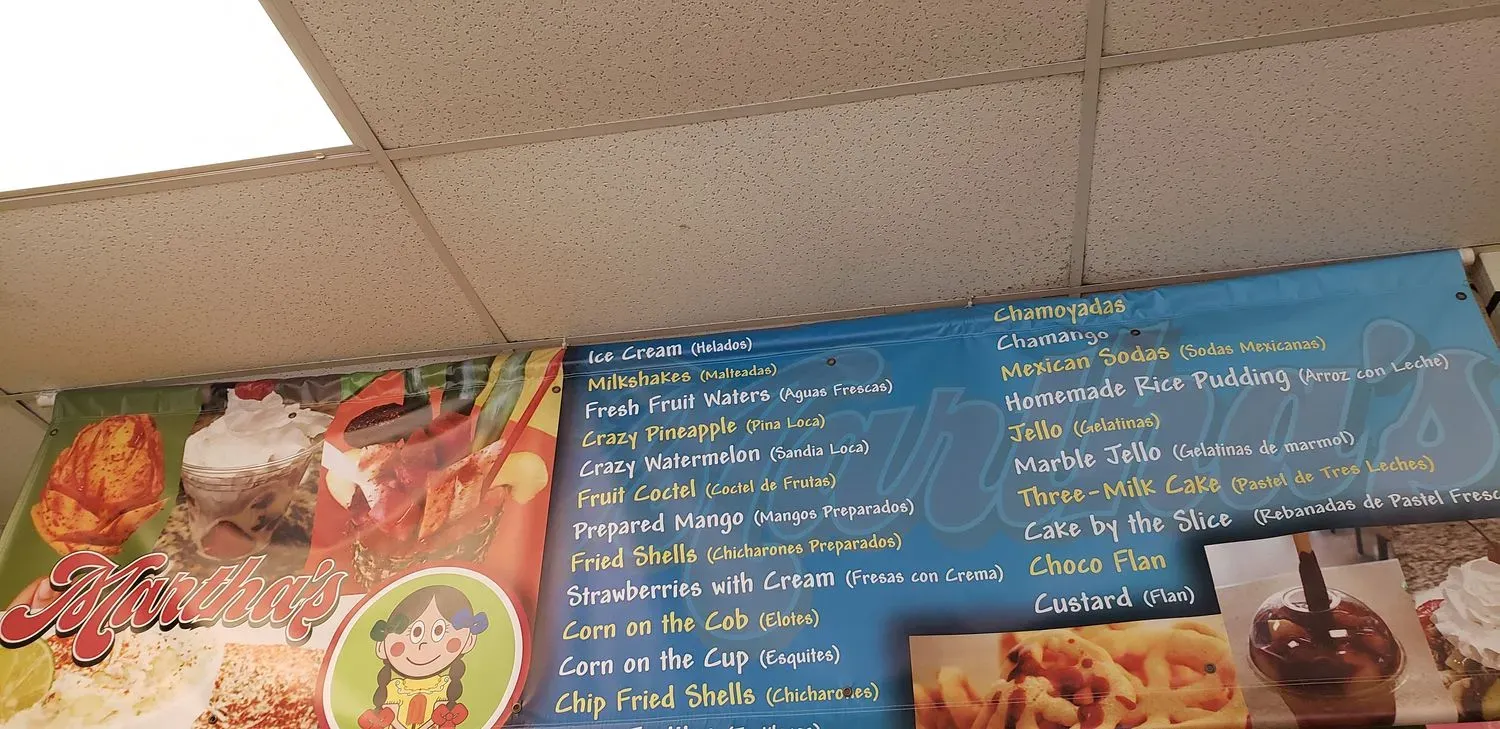 Martha's
Ice Cream (Helados)
Milkshakes (Malteadas)
Fresh Fruit Waters (Aguas Frescas)
Crazy Pineapple (Pina Loca)
Crazy Watermelon (Sandia Loca)
Fruit Coctel (Coctel de Frutas)
Prepared Mango (Mangos Preparados)
Fried Shells (Chicharones Preparados)
Strawberries with Cream (Fresas con Crema)
Corn on the Cob (Elotes)
Corn on the Cup (Esquites)
Chip Fried Shells (Chicharones)
Chamoyadas
Chamango
Mexican Sodas (Sodas Mexicanas)
Homemade Rice Pudding (Arroz con Leche)
Jello (Gelatinas)
Marble Jello (Gelatinas de marmol)
Three-Milk Cake (Pastel de Tres Leches)
Cake by the Slice (Rebanadas de Pastel Fresc
Choco Flan
Custard (Flan)
Martha's